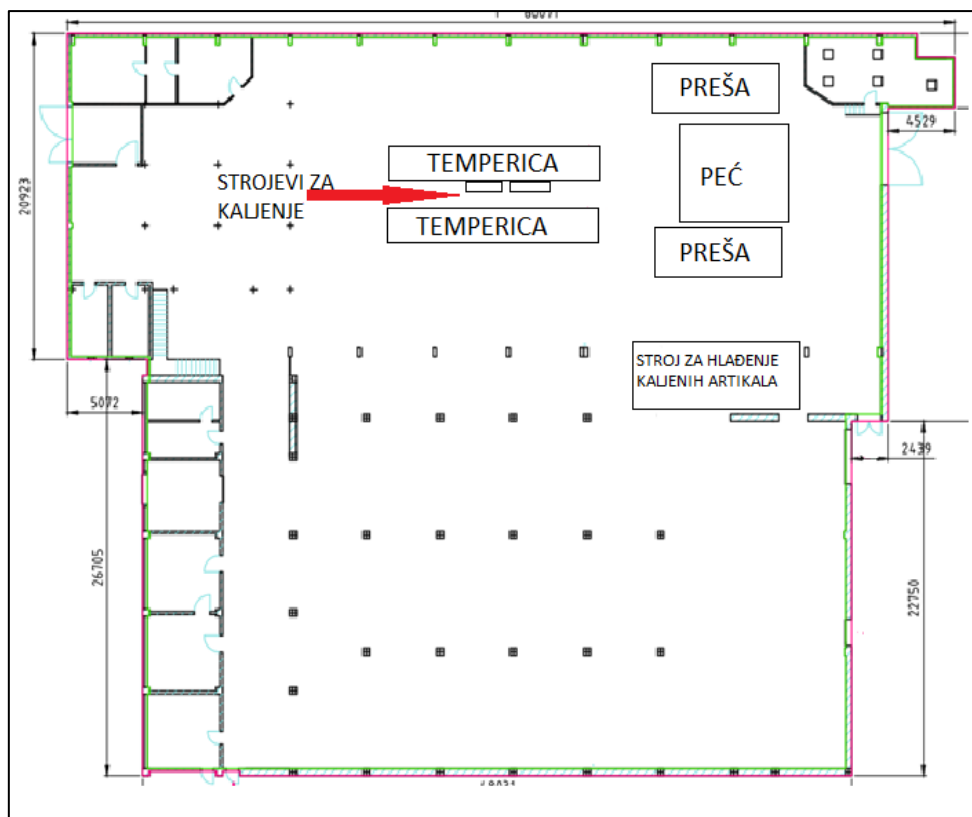 PREŠA
4529
TEMPERICA
PEĆ
STROJEVI ZA
KALJENJE
20923
TEMPERICA
PREŠA
STROJ ZA HLAĐENJE
KALJENIH ARTIKALA
5072
2439
26705
22750